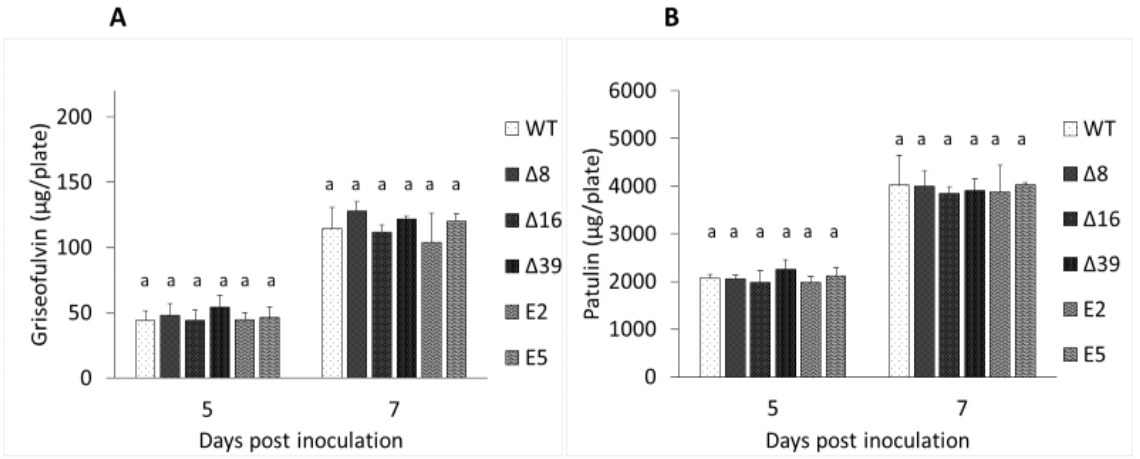 A
B
200
150
100
50
0
Griseofulvin (µg/plate)
a a a a a a
a a a a a a
5 7
Days post inoculation
WT
Δ8
Δ16
Δ39
E2
E5
6000
5000
4000
3000
2000
1000
0
Patulin (µg/plate)
a a a a a a
a a a a a a
5 7
Days post inoculation
WT
Δ8
Δ16
Δ39
E2
E5